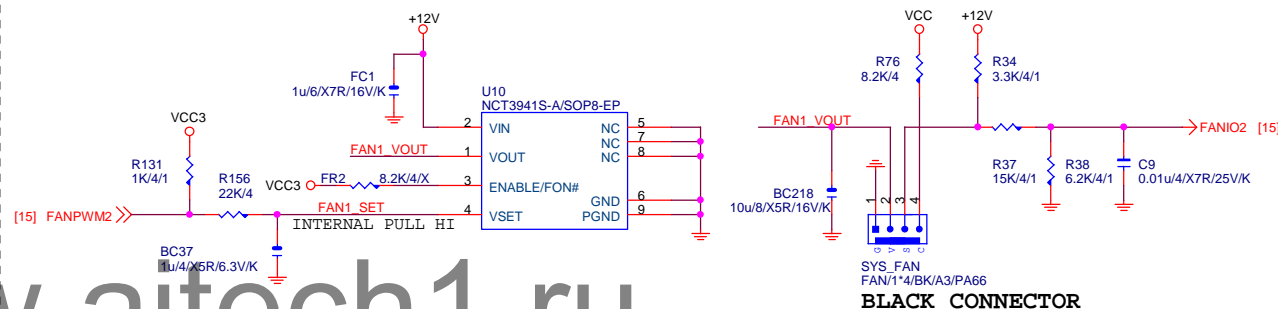 +12V
FC1
1u/6/X7R/16V/K
U10
NCT3941S-A/SOP8-EP
VCC3
R131
1K/4/1
R156
22K/4
[15] FANPWM2
BC37
1u/4/X5R/6.3V/K
FAN1_VOUT
VCC3
FR2
8.2K/4/X
FAN1_SET
INTERNAL PULL HI
2 VIN
1 VOUT
3 ENABLE/FON#
4 VSET
NC 5
NC 7
NC 8
GND 6
PGND 9
VCC
+12V
R76
8.2K/4
R34
3.3K/4/1
FAN1_VOUT
BC218
10u/8/X5R/16V/K
R37
15K/4/1
R38
6.2K/4/1
C9
0.01u/4/X7R/25V/K
FANIO2 [15]
1 2 3 4
G V S C
SYS_FAN
FAN/1*4/BK/A3/PA66
BLACK CONNECTOR
w.aitech1.ru